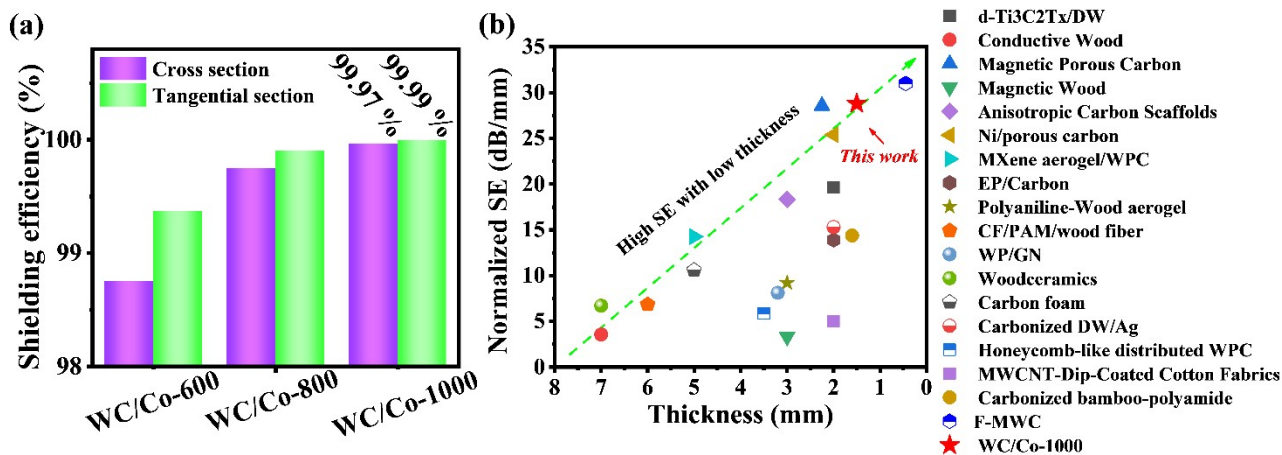 (a)
Shielding efficiency (%)
100
99
98
Cross section
Tangential section
99.97 %
99.99 %
WC/Co-600
WC/Co-800
WC/Co-1000
(b)
Normalized SE (dB/mm)
35
30
25
20
15
10
5
0
High SE with low thickness
This work
8 7 6 5 4 3 2 1 0
Thickness (mm)
d-Ti3C2Tx/DW
Conductive Wood
Magnetic Porous Carbon
Magnetic Wood
Anisotropic Carbon Scaffolds
Ni/porous carbon
MXene aerogel/WPC
EP/Carbon
Polyaniline-Wood aerogel
CF/PAM/wood fiber
WP/GN
Woodceramics
Carbon foam
Carbonized DW/Ag
Honeycomb-like distributed WPC
MWCNT-Dip-Coated Cotton Fabrics
Carbonized bamboo-polyamide
F-MWC
WC/Co-1000